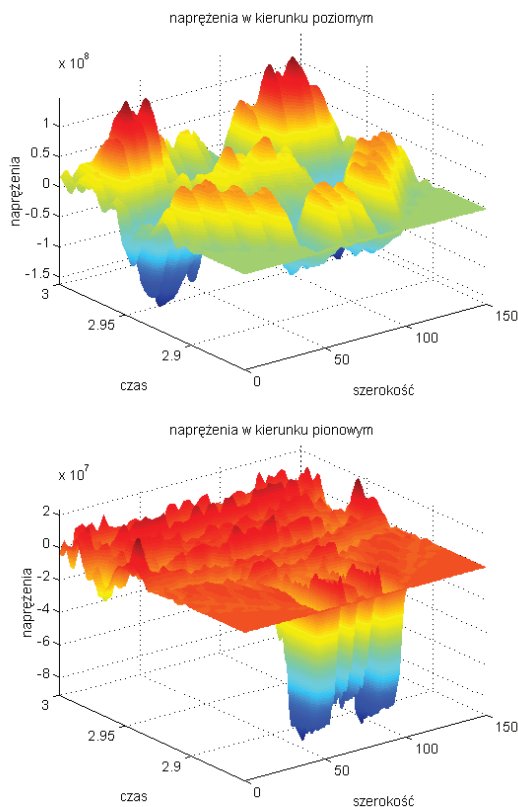 naprężenia w kierunku poziomym
x 10^8
1
0.5
0
-0.5
-1
-1.5
naprężenia
3
2.95
2.9
czas
0
50
100
150
szerokość
naprężenia w kierunku pionowym
x 10^7
2
0
-2
-4
-6
-8
naprężenia
3
2.95
2.9
czas
0
50
100
150
szerokość